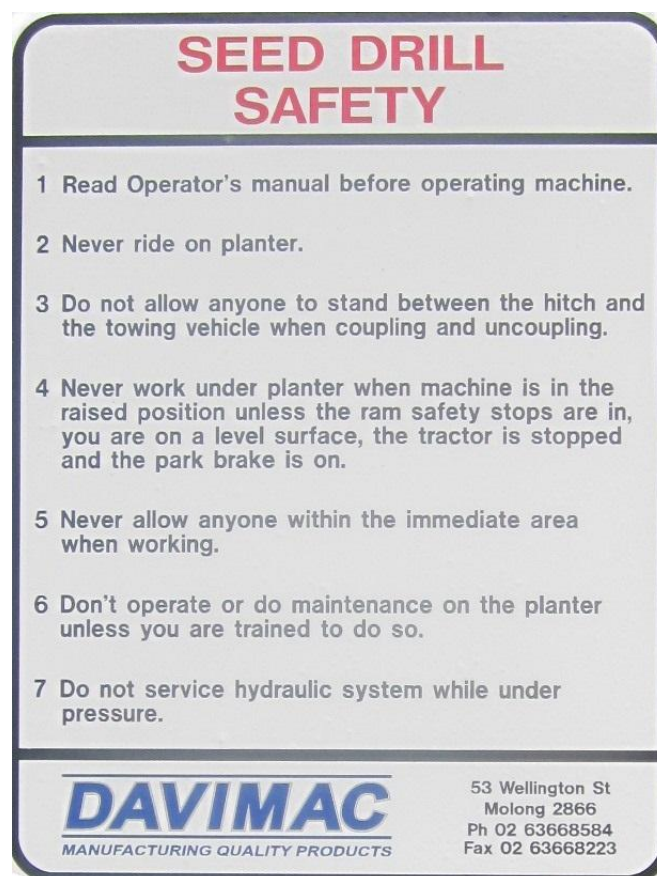 SEED DRILL
SAFETY
1 Read Operator's manual before operating machine.
2 Never ride on planter.
3 Do not allow anyone to stand between the hitch and
the towing vehicle when coupling and uncoupling.
4 Never work under planter when machine is in the
raised position unless the ram safety stops are in,
you are on a level surface, the tractor is stopped
and the park brake is on.
5 Never allow anyone within the immediate area
when working.
6 Don't operate or do maintenance on the planter
unless you are trained to do so.
7 Do not service hydraulic system while under
pressure.
DAVIMAC
MANUFACTURING QUALITY PRODUCTS
53 Wellington St
Molong 2866
Ph 02 63668584
Fax 02 63668223